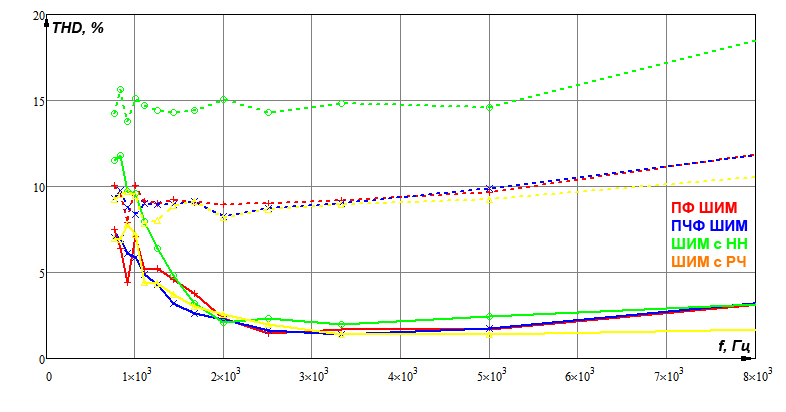 20
THD, %
15
10
ПФ ШИМ
ПЧФ ШИМ
ШИМ с НН
ШИМ с РЧ
5
f, Гц
0
0 1×10³ 2×10³ 3×10³ 4×10³ 5×10³ 6×10³ 7×10³ 8×10³